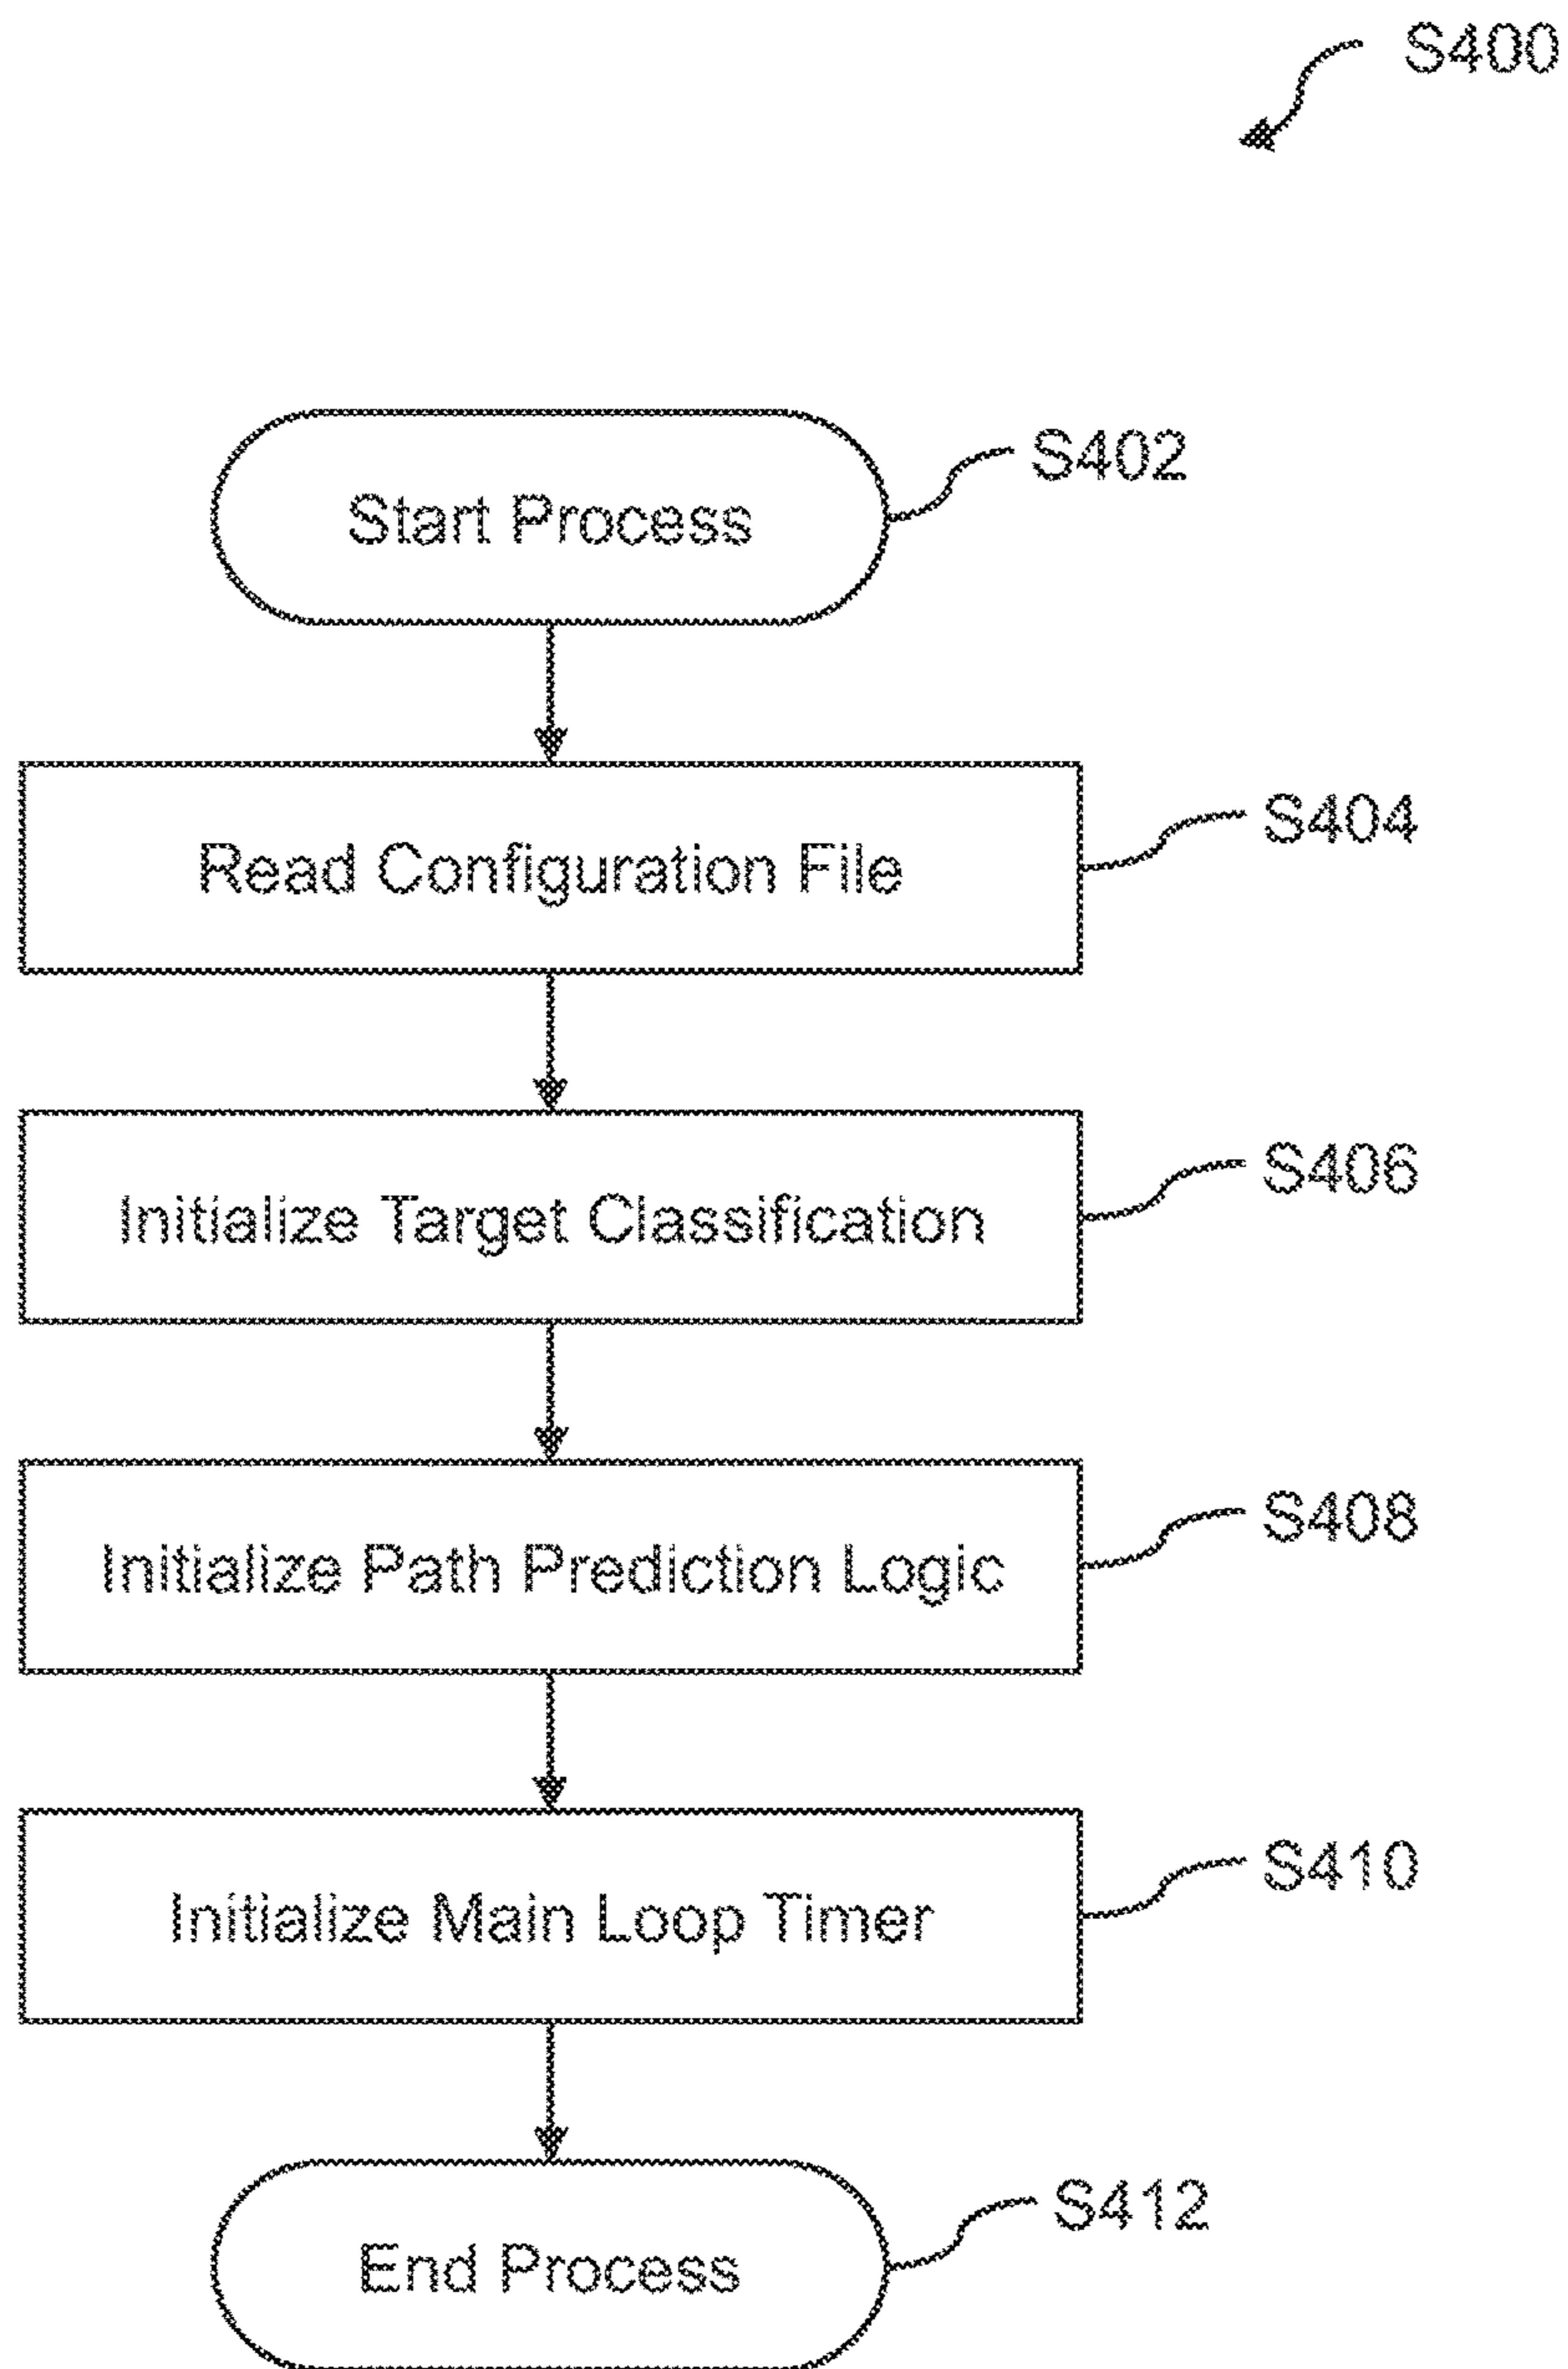 S400
Start Process
S402
Read Configuration File
S404
Initialize Target Classification
S406
Initialize Path Prediction Logic
S408
Initialize Main Loop Timer
S410
End Process
S412